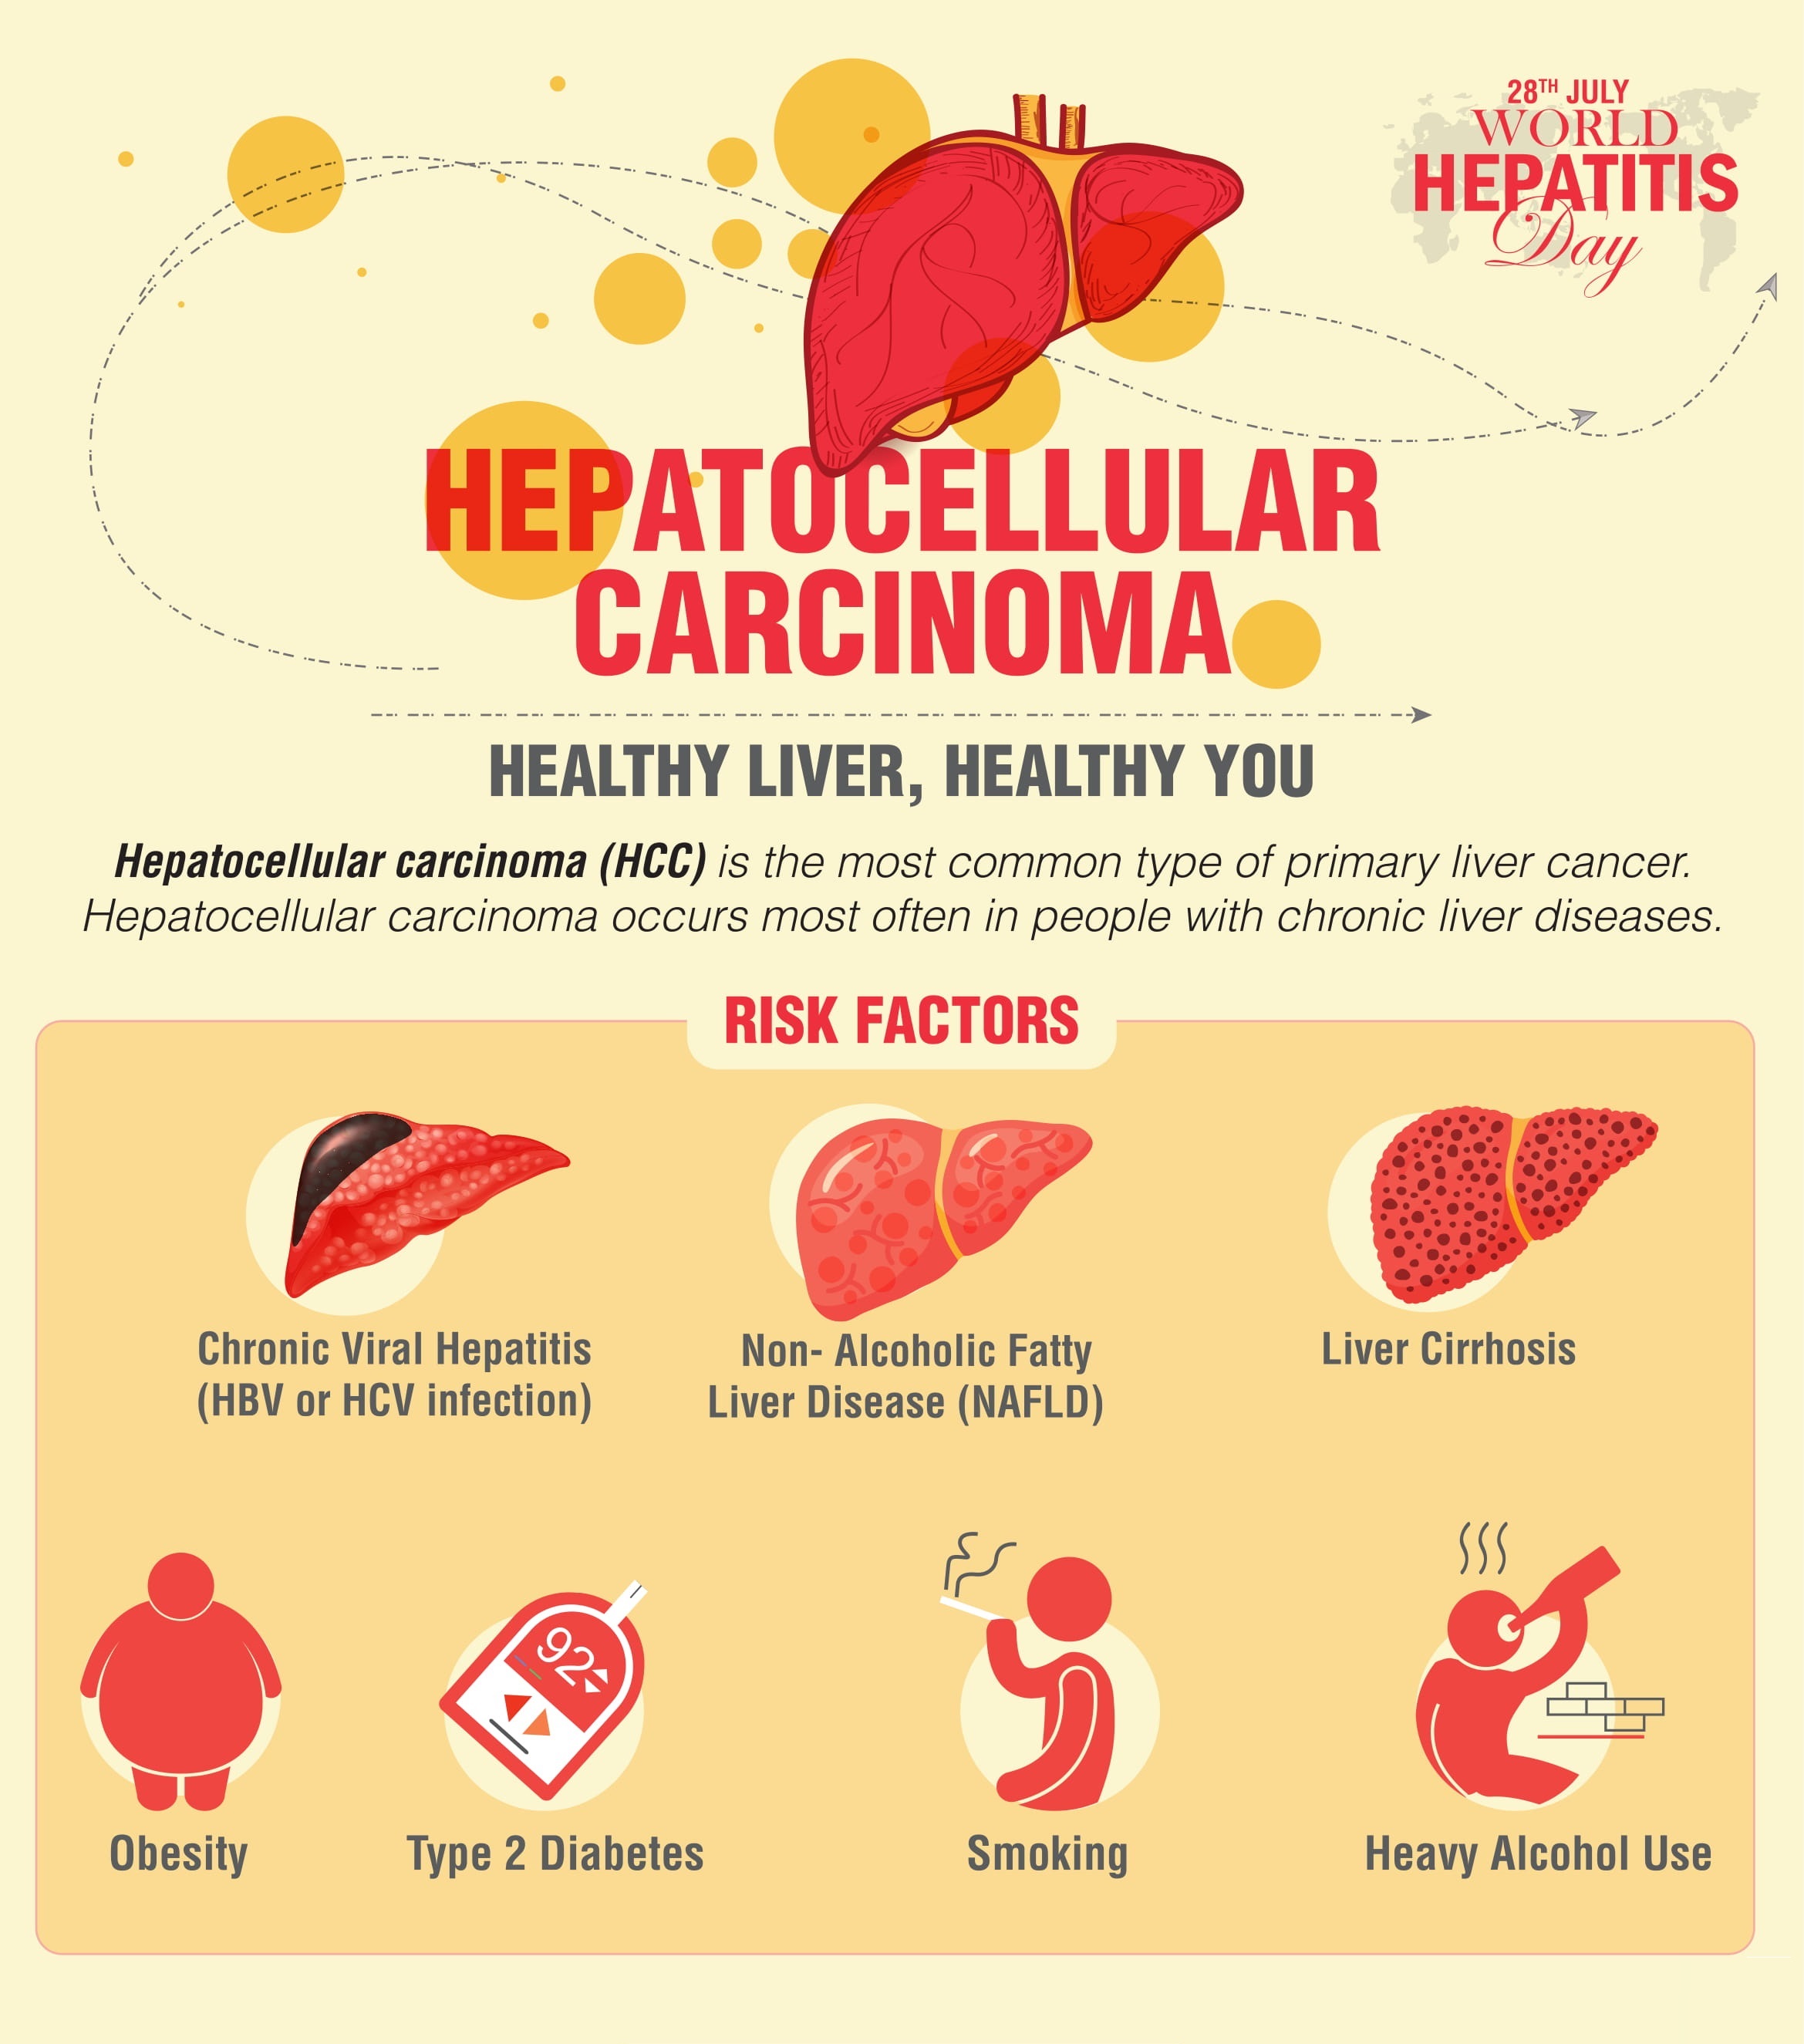 28TH JULY
WORLD
HEPATITIS
Day
HEPATOCELLULAR
CARCINOMA
HEALTHY LIVER, HEALTHY YOU
Hepatocellular carcinoma (HCC) is the most common type of primary liver cancer.
Hepatocellular carcinoma occurs most often in people with chronic liver diseases.
RISK FACTORS
Chronic Viral Hepatitis
(HBV or HCV infection)
Non- Alcoholic Fatty
Liver Disease (NAFLD)
Liver Cirrhosis
92
Obesity
Type 2 Diabetes
Smoking
Heavy Alcohol Use